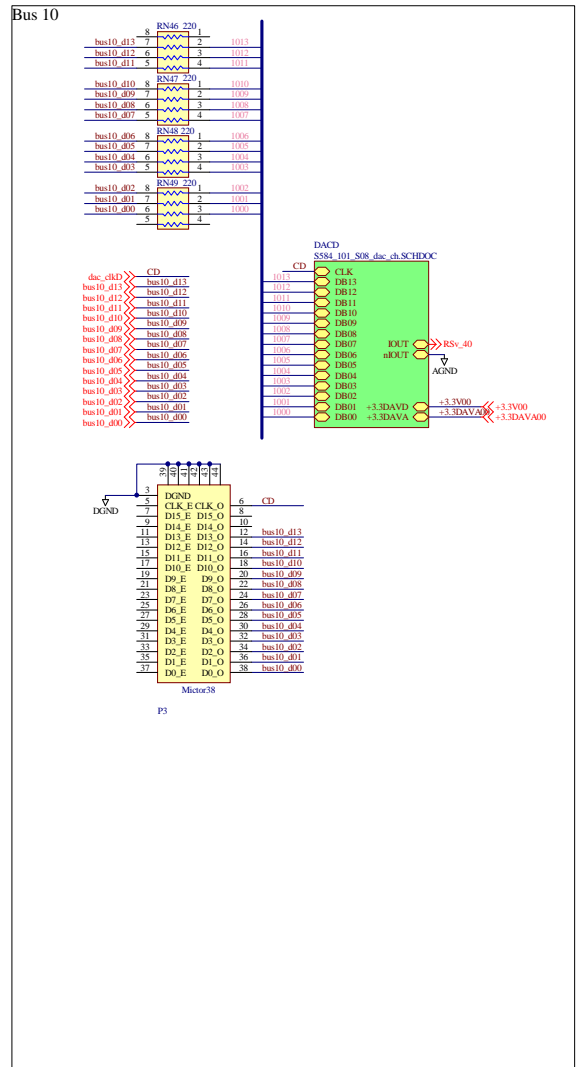 Bus 10
RN46 220
8 1
bus10_d13 7 2 1013
bus10_d12 6 3 1012
bus10_d11 5 4 1011
RN47 220
bus10_d10 8 1 1010
bus10_d09 7 2 1009
bus10_d08 6 3 1008
bus10_d07 5 4 1007
RN48 220
bus10_d06 8 1 1006
bus10_d05 7 2 1005
bus10_d04 6 3 1004
bus10_d03 5 4 1003
RN49 220
bus10_d02 8 1 1002
bus10_d01 7 2 1001
bus10_d00 6 3 1000
5 4
DACD
S584_101_S08_dac_ch.SCHDOC
dac_clkD CD
bus10_d13 bus10_d13
bus10_d12 bus10_d12
bus10_d11 bus10_d11
bus10_d10 bus10_d10
bus10_d09 bus10_d09
bus10_d08 bus10_d08
bus10_d07 bus10_d07
bus10_d06 bus10_d06
bus10_d05 bus10_d05
bus10_d04 bus10_d04
bus10_d03 bus10_d03
bus10_d02 bus10_d02
bus10_d01 bus10_d01
bus10_d00 bus10_d00
CD CLK
1013 DB13
1012 DB12
1011 DB11
1010 DB10
1009 DB09
1008 DB08
1007 DB07 IOUT RSv_40
1006 DB06 nIOUT
AGND
1005 DB05
1004 DB04
1003 DB03
1002 DB02
1001 DB01 +3.3DAVD +3.3V00 +3.3V00
1000 DB00 +3.3DAVA +3.3DAVA00 +3.3DAVA00
39 40 41 42 43 44
DGND
3 DGND
5 CLK_E CLK_O 6 CD
7 D15_E D15_O 8
9 D14_E D14_O 10
11 D13_E D13_O 12 bus10_d13
13 D12_E D12_O 14 bus10_d12
15 D11_E D11_O 16 bus10_d11
17 D10_E D10_O 18 bus10_d10
19 D9_E D9_O 20 bus10_d09
21 D8_E D8_O 22 bus10_d08
23 D7_E D7_O 24 bus10_d07
25 D6_E D6_O 26 bus10_d06
27 D5_E D5_O 28 bus10_d05
29 D4_E D4_O 30 bus10_d04
31 D3_E D3_O 32 bus10_d03
33 D2_E D2_O 34 bus10_d02
35 D1_E D1_O 36 bus10_d01
37 D0_E D0_O 38 bus10_d00
Mictor38
P3